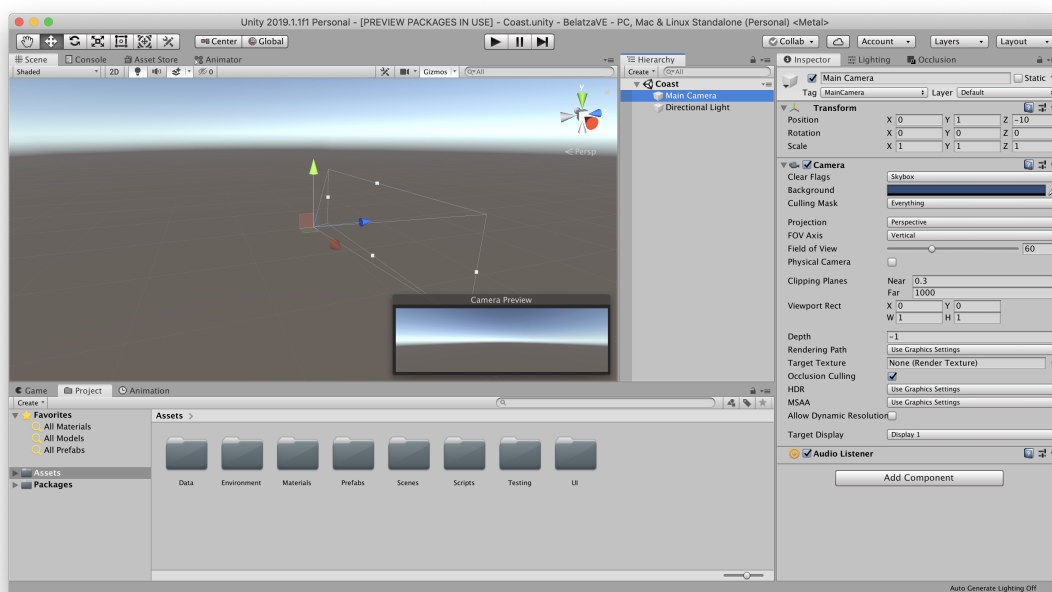 Unity 2019.1.1f1 Personal - [PREVIEW PACKAGES IN USE] - Coast.unity - BelatzaVE - PC, Mac & Linux Standalone (Personal) <Metal>
Center Global Collab Account Layers Layout
Scene Console Asset Store Animator
Shaded 2D 0 Gizmos All
y
Persp
Camera Preview
Hierarchy
Create All
Coast
Main Camera
Directional Light
Inspector Lighting Occlusion
Main Camera Static
Tag MainCamera Layer Default
Transform
Position X 0 Y 1 Z -10
Rotation X 0 Y 0 Z 0
Scale X 1 Y 1 Z 1
Camera
Clear Flags Skybox
Background
Culling Mask Everything
Projection Perspective
FOV Axis Vertical
Field of View 60
Physical Camera
Clipping Planes Near 0.3
Far 1000
Viewport Rect X 0 Y 0
W 1 H 1
Depth -1
Rendering Path Use Graphics Settings
Target Texture None (Render Texture)
Occlusion Culling
HDR Use Graphics Settings
MSAA Use Graphics Settings
Allow Dynamic Resolution
Target Display Display 1
Audio Listener
Add Component
Game Project Animation
Create
Favorites
All Materials
All Models
All Prefabs
Assets
Packages
Assets >
Data Environment Materials Prefabs Scenes Scripts Testing UI
Auto Generate Lighting Off